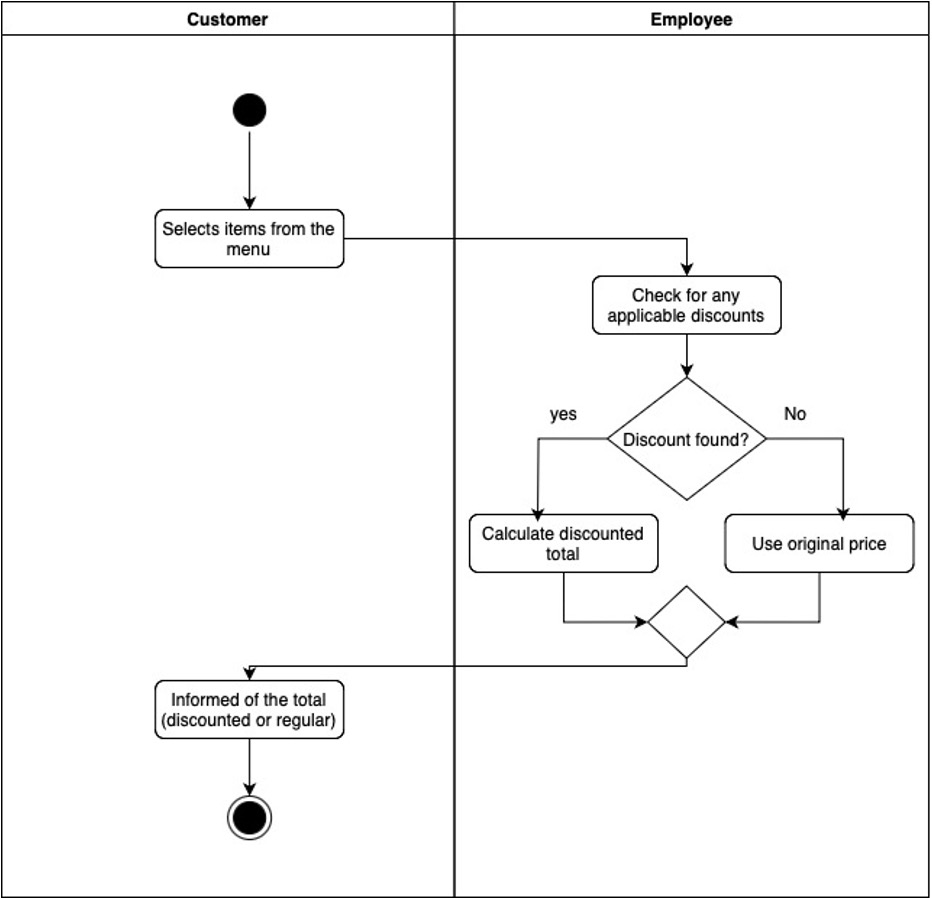 Customer
Employee
Selects items from the
menu
Check for any
applicable discounts
yes
No
Discount found?
Calculate discounted
total
Use original price
Informed of the total
(discounted or regular)